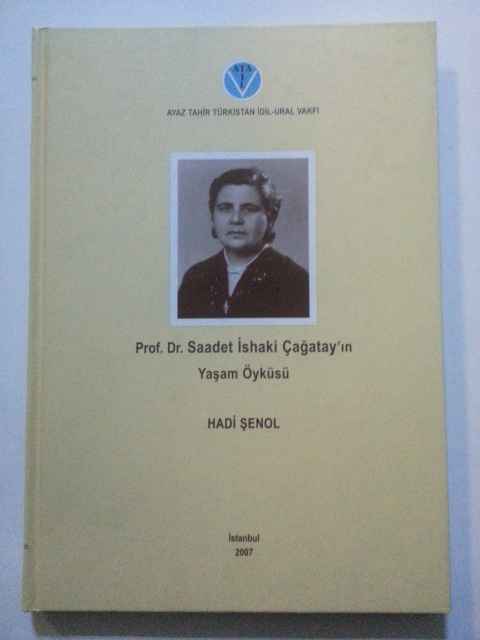 ATA
AYAZ TAHİR TÜRKİSTAN İDİL-URAL VAKFI
Prof. Dr. Saadet İshaki Çağatay'ın
Yaşam Öyküsü
HADİ ŞENOL
İstanbul
2007